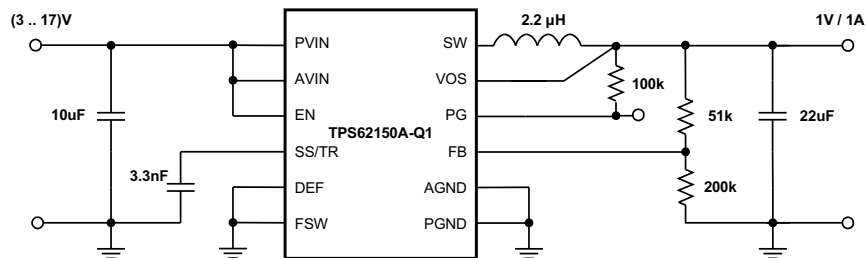 (3 .. 17)V
2.2 µH
1V / 1A
PVIN
SW
AVIN
VOS
10uF
EN
PG
100k
51k
22uF
TPS62150A-Q1
SS/TR
FB
3.3nF
DEF
AGND
200k
FSW
PGND